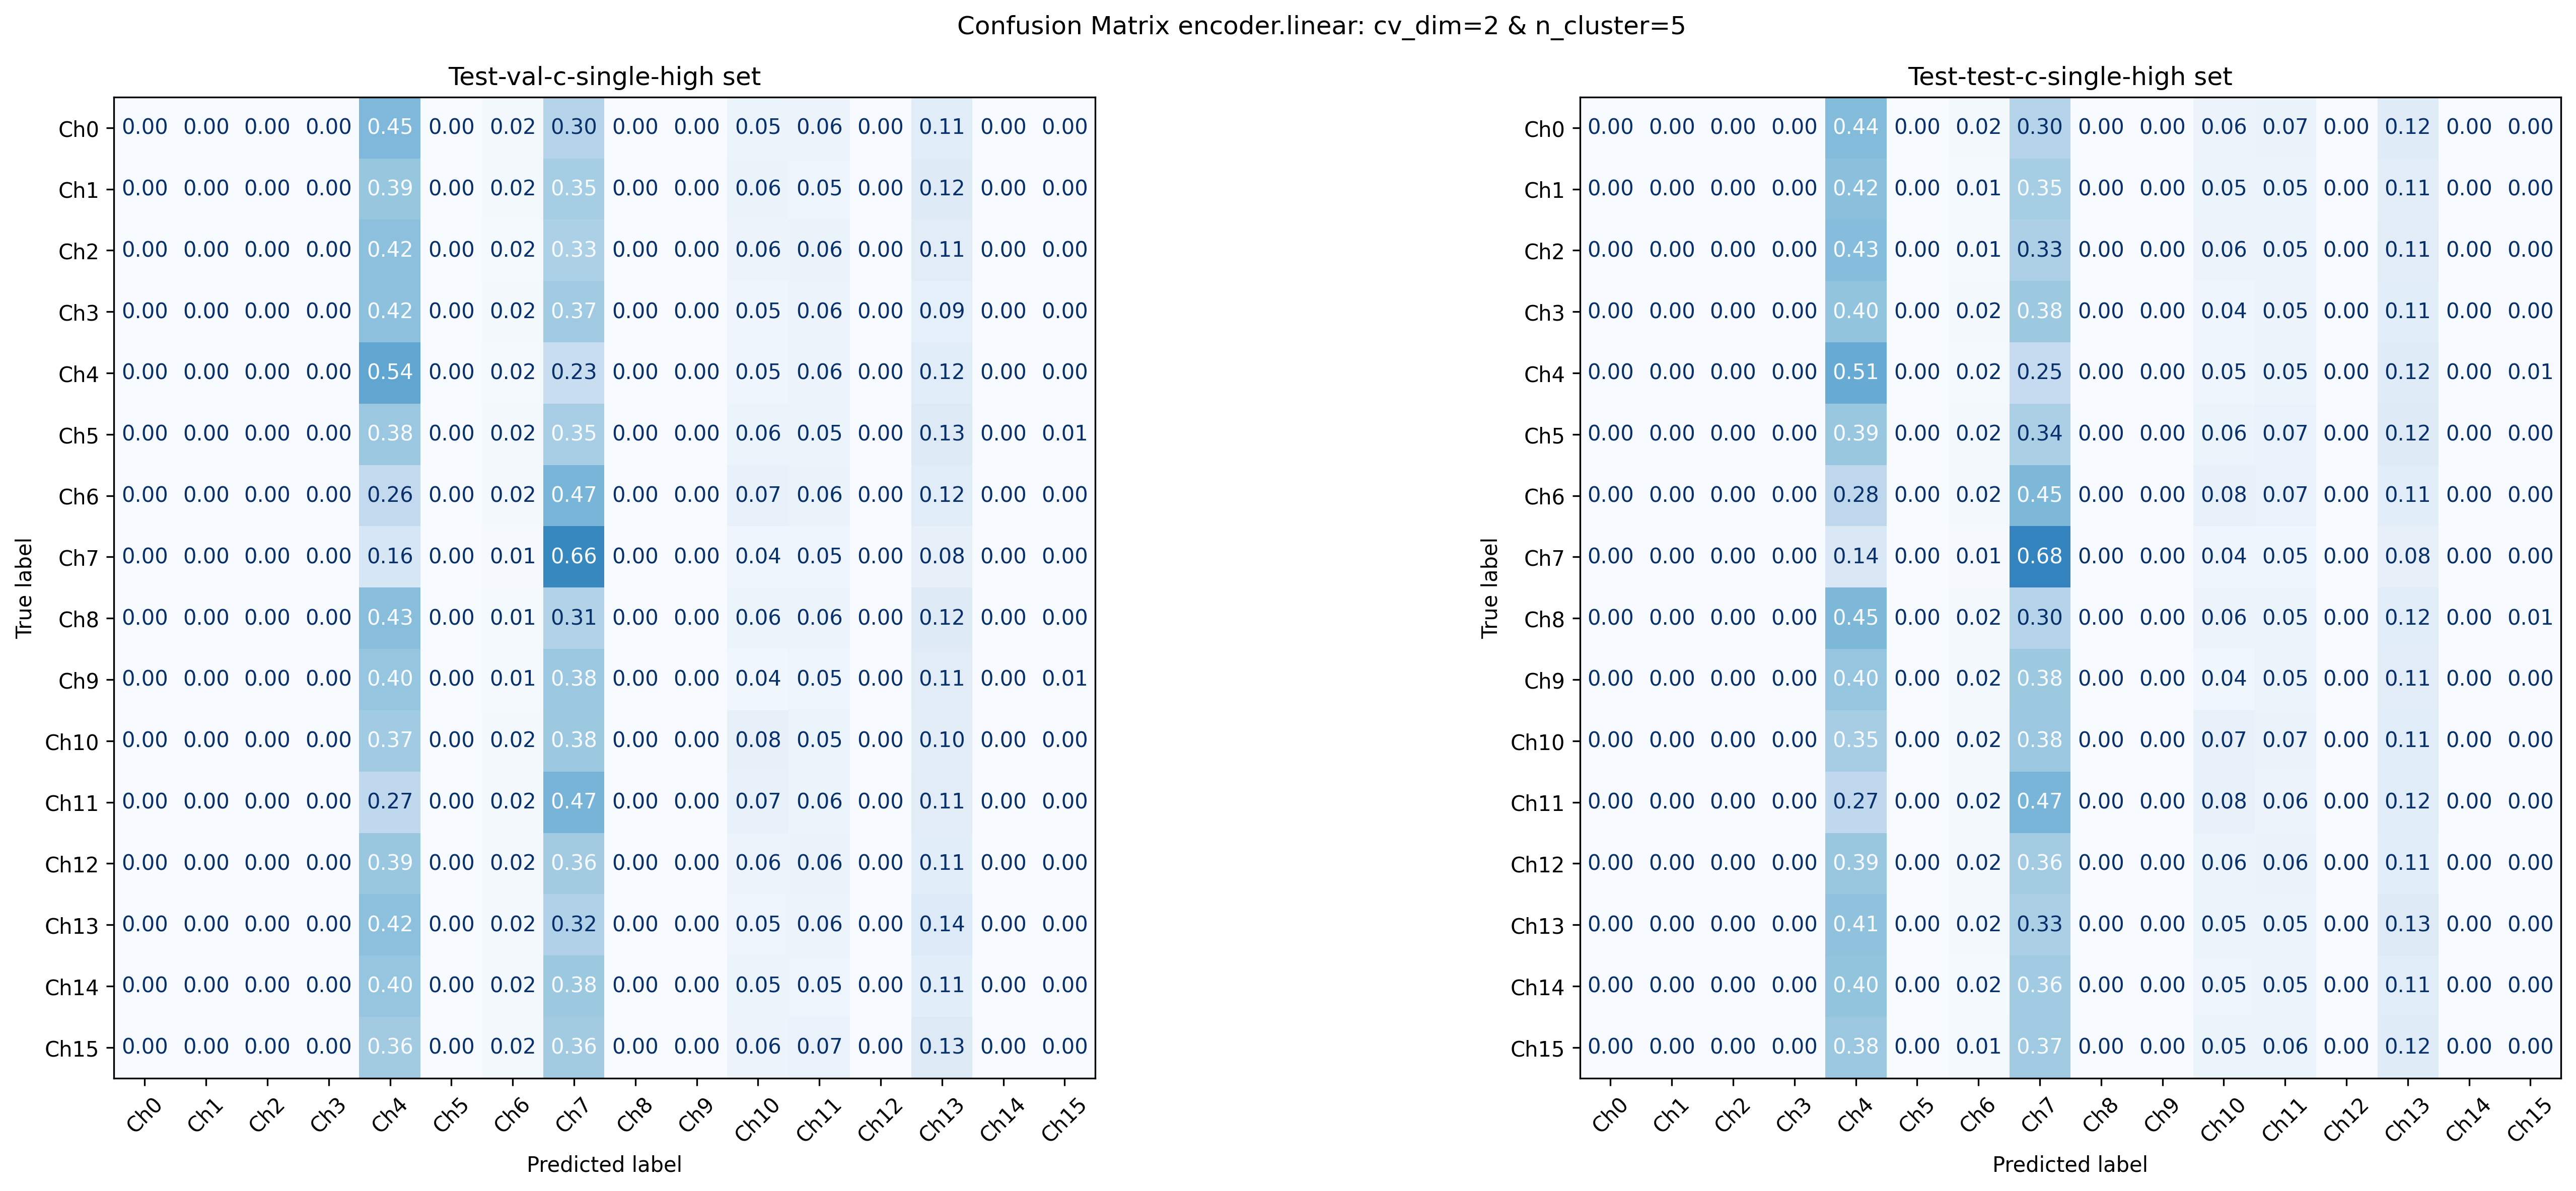 Confusion Matrix encoder.linear: cv_dim=2 & n_cluster=5
Test-val-c-single-high set
True label
Ch0 0.00 0.00 0.00 0.00 0.45 0.00 0.02 0.30 0.00 0.00 0.05 0.06 0.00 0.11 0.00 0.00
Ch1 0.00 0.00 0.00 0.00 0.39 0.00 0.02 0.35 0.00 0.00 0.06 0.05 0.00 0.12 0.00 0.00
Ch2 0.00 0.00 0.00 0.00 0.42 0.00 0.02 0.33 0.00 0.00 0.06 0.06 0.00 0.11 0.00 0.00
Ch3 0.00 0.00 0.00 0.00 0.42 0.00 0.02 0.37 0.00 0.00 0.05 0.06 0.00 0.09 0.00 0.00
Ch4 0.00 0.00 0.00 0.00 0.54 0.00 0.02 0.23 0.00 0.00 0.05 0.06 0.00 0.12 0.00 0.00
Ch5 0.00 0.00 0.00 0.00 0.38 0.00 0.02 0.35 0.00 0.00 0.06 0.05 0.00 0.13 0.00 0.01
Ch6 0.00 0.00 0.00 0.00 0.26 0.00 0.02 0.47 0.00 0.00 0.07 0.06 0.00 0.12 0.00 0.00
Ch7 0.00 0.00 0.00 0.00 0.16 0.00 0.01 0.66 0.00 0.00 0.04 0.05 0.00 0.08 0.00 0.00
Ch8 0.00 0.00 0.00 0.00 0.43 0.00 0.01 0.31 0.00 0.00 0.06 0.06 0.00 0.12 0.00 0.00
Ch9 0.00 0.00 0.00 0.00 0.40 0.00 0.01 0.38 0.00 0.00 0.04 0.05 0.00 0.11 0.00 0.01
Ch10 0.00 0.00 0.00 0.00 0.37 0.00 0.02 0.38 0.00 0.00 0.08 0.05 0.00 0.10 0.00 0.00
Ch11 0.00 0.00 0.00 0.00 0.27 0.00 0.02 0.47 0.00 0.00 0.07 0.06 0.00 0.11 0.00 0.00
Ch12 0.00 0.00 0.00 0.00 0.39 0.00 0.02 0.36 0.00 0.00 0.06 0.06 0.00 0.11 0.00 0.00
Ch13 0.00 0.00 0.00 0.00 0.42 0.00 0.02 0.32 0.00 0.00 0.05 0.06 0.00 0.14 0.00 0.00
Ch14 0.00 0.00 0.00 0.00 0.40 0.00 0.02 0.38 0.00 0.00 0.05 0.05 0.00 0.11 0.00 0.00
Ch15 0.00 0.00 0.00 0.00 0.36 0.00 0.02 0.36 0.00 0.00 0.06 0.07 0.00 0.13 0.00 0.00
Ch0 Ch1 Ch2 Ch3 Ch4 Ch5 Ch6 Ch7 Ch8 Ch9 Ch10 Ch11 Ch12 Ch13 Ch14 Ch15
Predicted label
Test-test-c-single-high set
True label
Ch0 0.00 0.00 0.00 0.00 0.44 0.00 0.02 0.30 0.00 0.00 0.06 0.07 0.00 0.12 0.00 0.00
Ch1 0.00 0.00 0.00 0.00 0.42 0.00 0.01 0.35 0.00 0.00 0.05 0.05 0.00 0.11 0.00 0.00
Ch2 0.00 0.00 0.00 0.00 0.43 0.00 0.01 0.33 0.00 0.00 0.06 0.05 0.00 0.11 0.00 0.00
Ch3 0.00 0.00 0.00 0.00 0.40 0.00 0.02 0.38 0.00 0.00 0.04 0.05 0.00 0.11 0.00 0.00
Ch4 0.00 0.00 0.00 0.00 0.51 0.00 0.02 0.25 0.00 0.00 0.05 0.05 0.00 0.12 0.00 0.01
Ch5 0.00 0.00 0.00 0.00 0.39 0.00 0.02 0.34 0.00 0.00 0.06 0.07 0.00 0.12 0.00 0.00
Ch6 0.00 0.00 0.00 0.00 0.28 0.00 0.02 0.45 0.00 0.00 0.08 0.07 0.00 0.11 0.00 0.00
Ch7 0.00 0.00 0.00 0.00 0.14 0.00 0.01 0.68 0.00 0.00 0.04 0.05 0.00 0.08 0.00 0.00
Ch8 0.00 0.00 0.00 0.00 0.45 0.00 0.02 0.30 0.00 0.00 0.06 0.05 0.00 0.12 0.00 0.01
Ch9 0.00 0.00 0.00 0.00 0.40 0.00 0.02 0.38 0.00 0.00 0.04 0.05 0.00 0.11 0.00 0.00
Ch10 0.00 0.00 0.00 0.00 0.35 0.00 0.02 0.38 0.00 0.00 0.07 0.07 0.00 0.11 0.00 0.00
Ch11 0.00 0.00 0.00 0.00 0.27 0.00 0.02 0.47 0.00 0.00 0.08 0.06 0.00 0.12 0.00 0.00
Ch12 0.00 0.00 0.00 0.00 0.39 0.00 0.02 0.36 0.00 0.00 0.06 0.06 0.00 0.11 0.00 0.00
Ch13 0.00 0.00 0.00 0.00 0.41 0.00 0.02 0.33 0.00 0.00 0.05 0.05 0.00 0.13 0.00 0.00
Ch14 0.00 0.00 0.00 0.00 0.40 0.00 0.02 0.36 0.00 0.00 0.05 0.05 0.00 0.11 0.00 0.00
Ch15 0.00 0.00 0.00 0.00 0.38 0.00 0.01 0.37 0.00 0.00 0.05 0.06 0.00 0.12 0.00 0.00
Ch0 Ch1 Ch2 Ch3 Ch4 Ch5 Ch6 Ch7 Ch8 Ch9 Ch10 Ch11 Ch12 Ch13 Ch14 Ch15
Predicted label